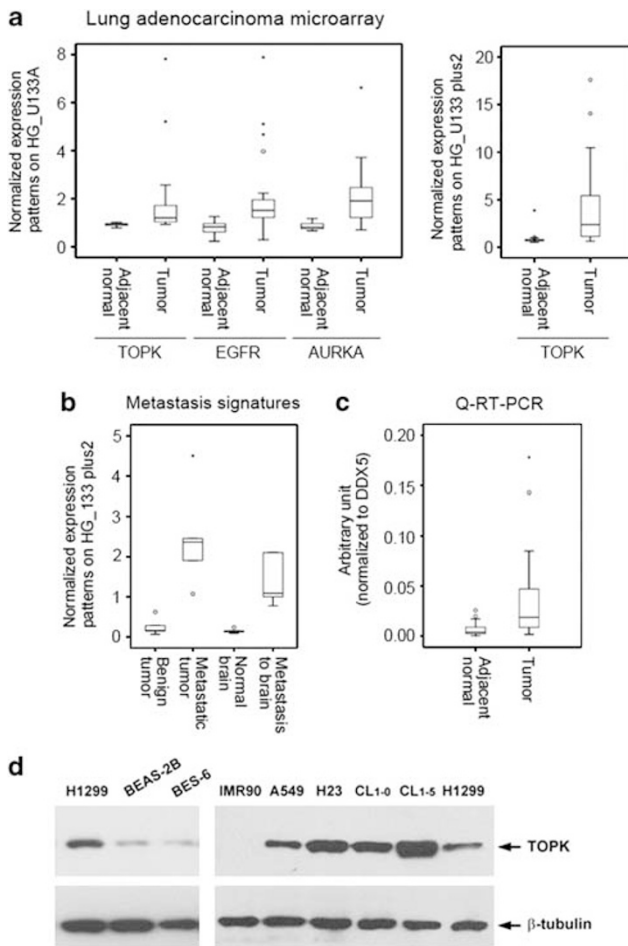 a
Lung adenocarcinoma microarray
Normalized expression
patterns on HG_U133A
8
6
4
2
0
Adjacent
normal
Tumor
Adjacent
normal
Tumor
Adjacent
normal
Tumor
TOPK
EGFR
AURKA
Normalized expression
patterns on HG_U133 plus2
20
15
10
5
0
Adjacent
normal
Tumor
TOPK
b
Metastasis signatures
Normalized expression
patterns on HG_133 plus2
5
4
3
2
1
0
Benign
tumor
Metastatic
tumor
Normal
brain
Metastasis
to brain
c
Q-RT-PCR
Arbitrary unit
(normalized to DDX5)
0.20
0.15
0.10
0.05
0.00
Adjacent
normal
Tumor
d
H1299 BEAS-2B BES-6
IMR90 A549 H23 CL1-0 CL1-5 H1299
TOPK
β-tubulin